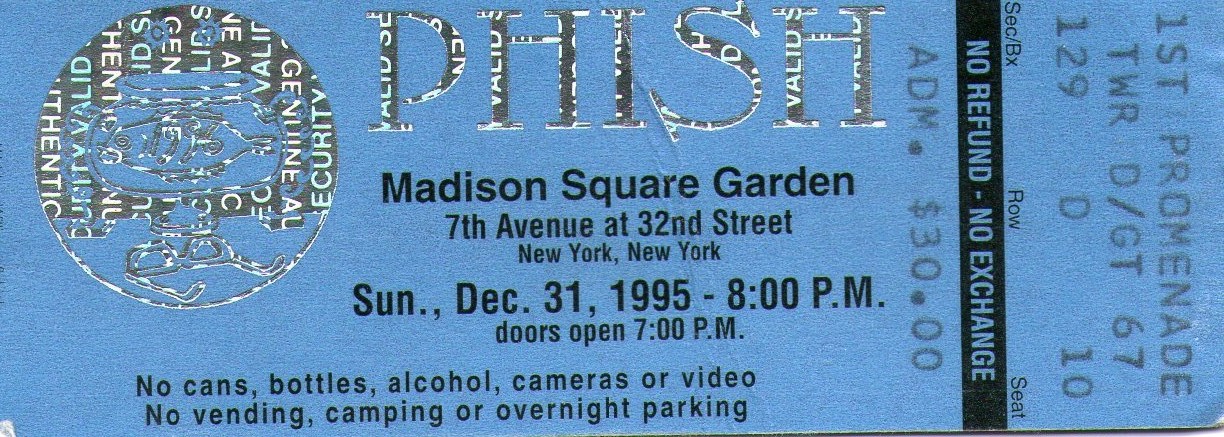 PHISH
Madison Square Garden
7th Avenue at 32nd Street
New York, New York
Sun., Dec. 31, 1995 - 8:00 P.M.
doors open 7:00 P.M.
No cans, bottles, alcohol, cameras or video
No vending, camping or overnight parking
ADM. $30.00
NO REFUND - NO EXCHANGE
Sec/Bx Row Seat
129 D 10
TWR D/GT 67
1ST PROMENADE